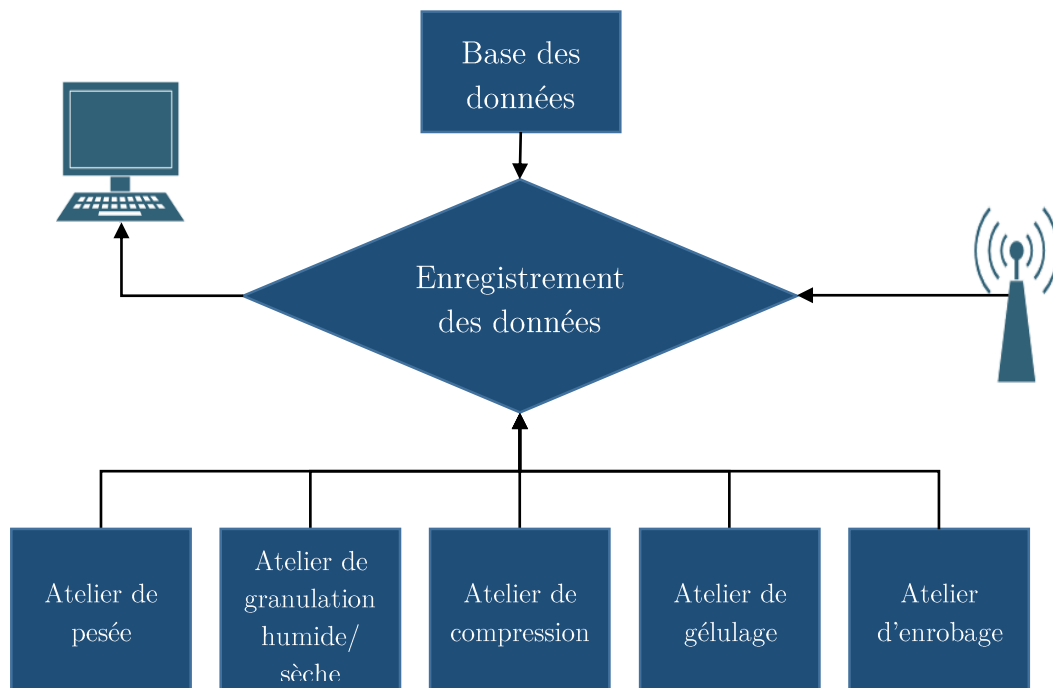 Base des
données
Enregistrement
des données
Atelier de
pesée
Atelier de
granulation
humide/
sèche
Atelier de
compression
Atelier de
gélulage
Atelier
d'enrobage